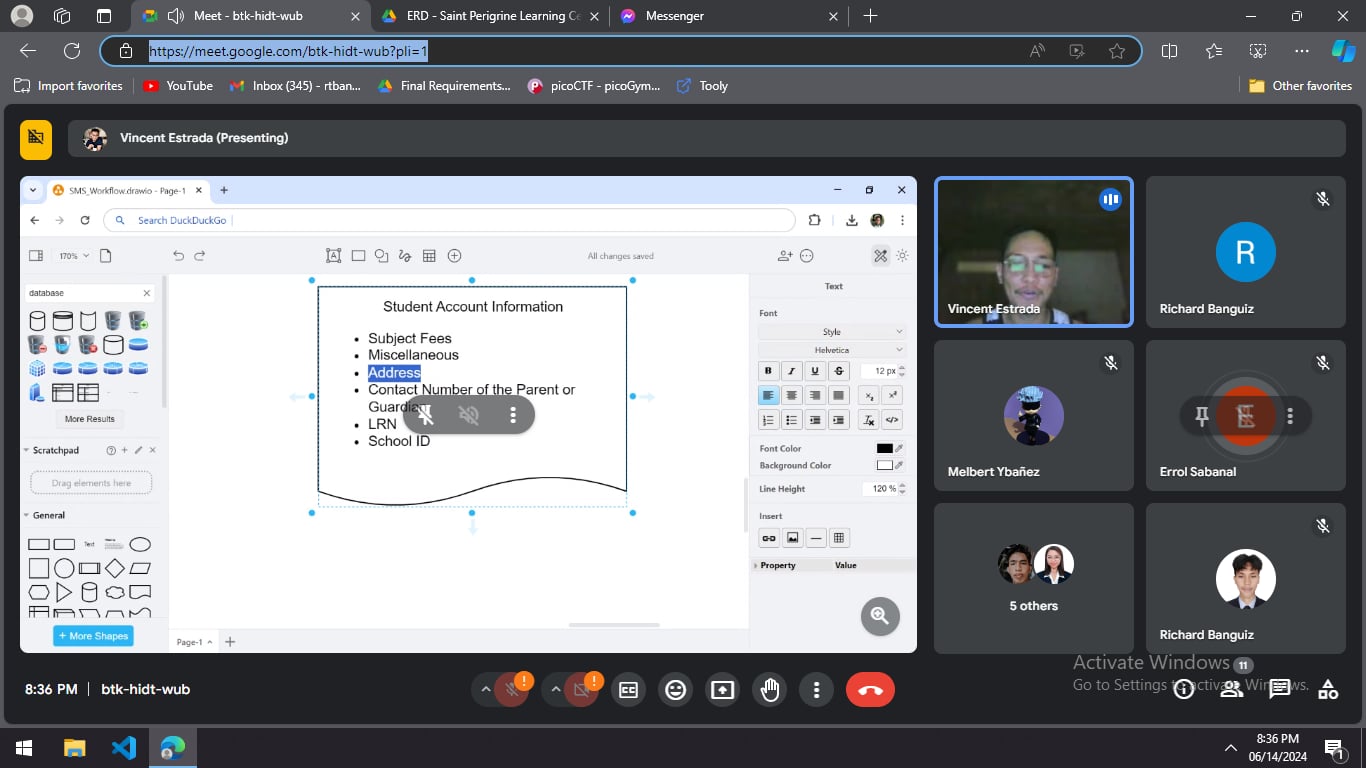 Meet - btk-hidt-wub
ERD - Saint Perigrine Learning Ce
Messenger
https://meet.google.com/btk-hidt-wub?pli=1
Import favorites
YouTube
Inbox (345) - rtban...
Final Requirements...
picoCTF - picoGym...
Tooly
Other favorites
Vincent Estrada (Presenting)
SMS_Workflow.drawio - Page-1
Search DuckDuckGo
170%
All changes saved
database
More Results
Scratchpad
Drag elements here
General
Text
+ More Shapes
Student Account Information
• Subject Fees
• Miscellaneous
• Address
• Contact Number of the Parent or
Guardian
• LRN
• School ID
Page-1
Text
Font
Style
Helvetica
B I U S
12 px
Font Color
Background Color
Line Height
120 %
Insert
Property
Value
Vincent Estrada
R
Richard Banguiz
Melbert Ybañez
E
Errol Sabanal
5 others
Richard Banguiz
Activate Windows
Go to Settings to activate Windows.
11
8:36 PM | btk-hidt-wub
8:36 PM
06/14/2024
1